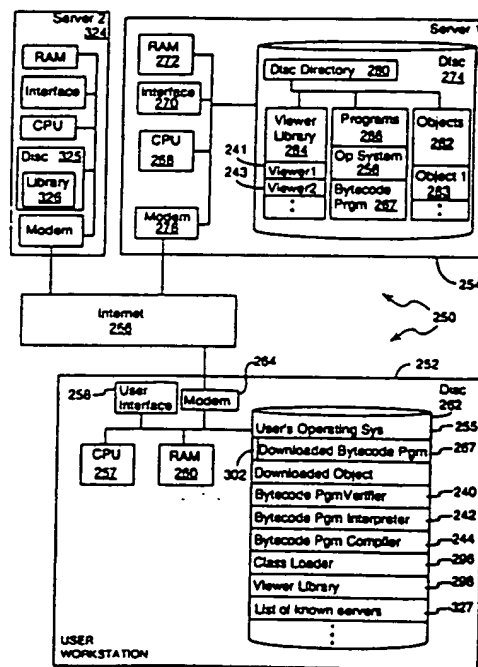 Server 2
324
RAM
Interface
CPU
Disc 325
Library
326
Modem
Server 1
RAM
272
Interface
270
CPU
268
Modem
276
Disc
274
Disc Directory 280
Viewer
Library
284
241
Viewer1
243
Viewer2
Programs
286
Op System
256
Bytecode
Prgm 267
Objects
282
Object 1
283
254
Internet
256
250
252
264
258
User
Interface
Modem
CPU
257
RAM
260
Disc
262
User's Operating Sys
255
302
Downloaded Bytecode Pgm
267
Downloaded Object
Bytecode PgmVerifier
240
Bytecode Pgm Interpreter
242
Bytecode Pgm Compiler
244
Class Loader
296
Viewer Library
298
List of known servers
327
USER
WORKSTATION